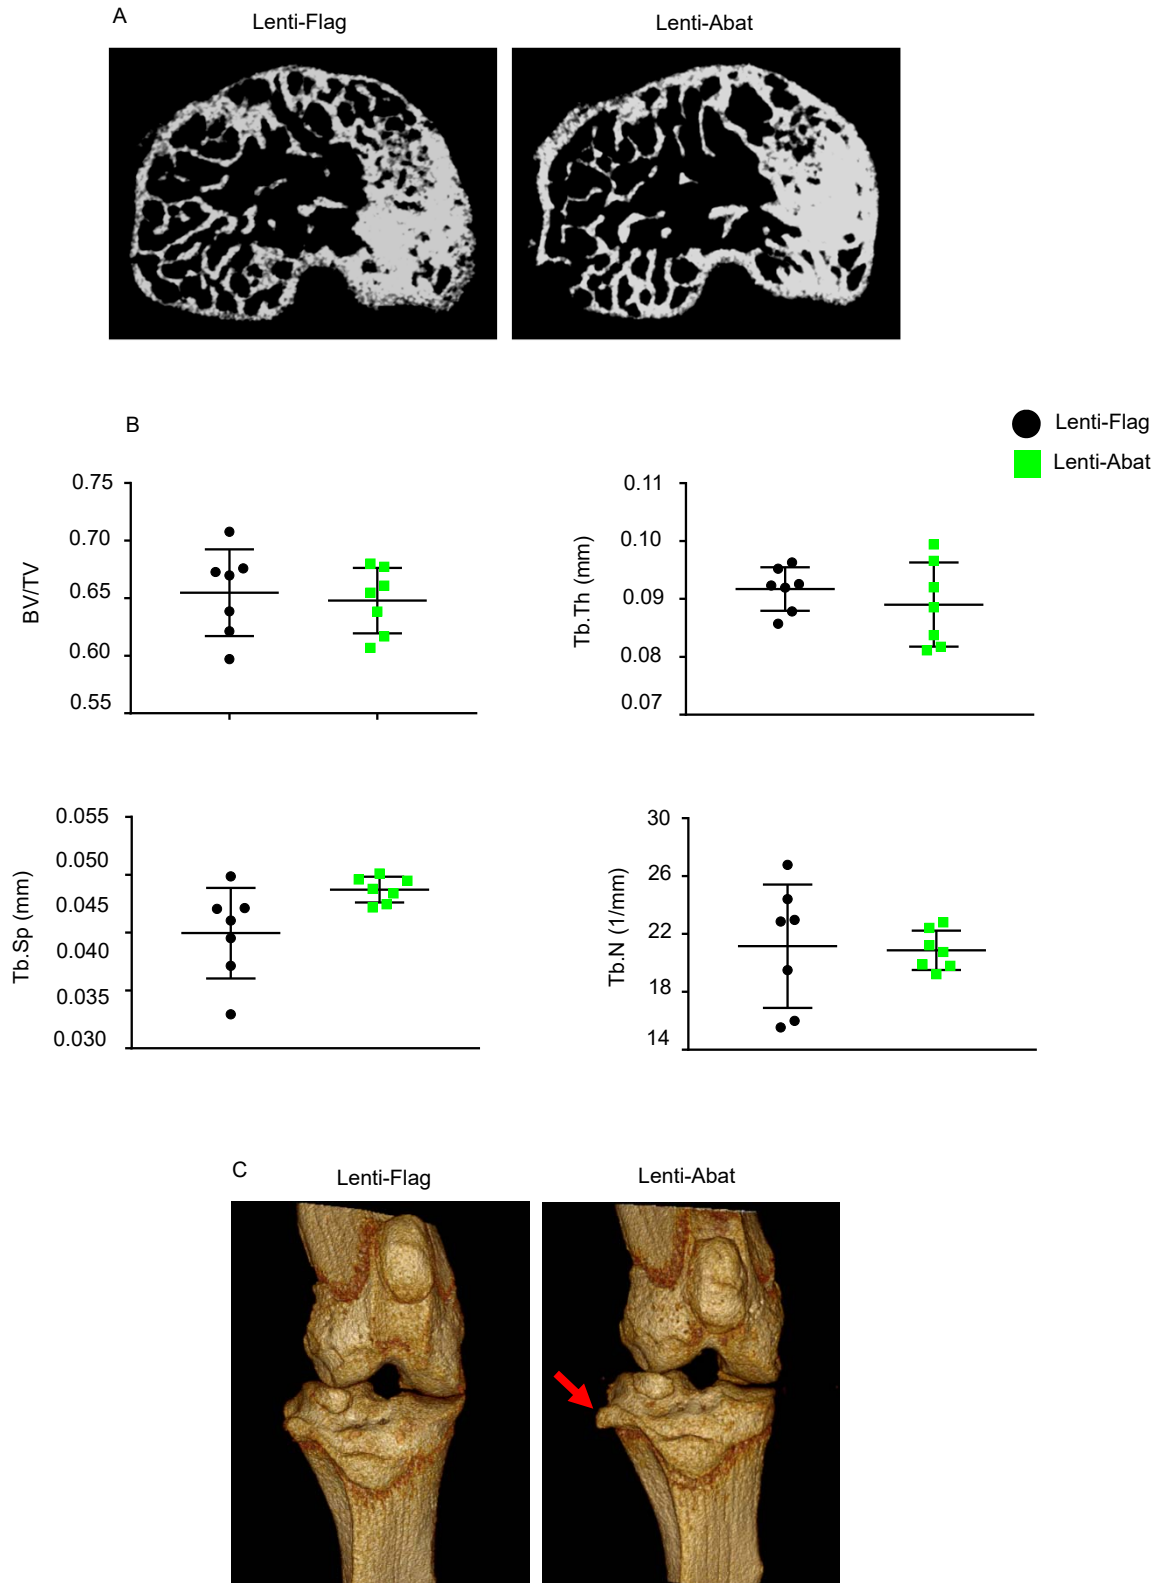 A
Lenti-Flag
Lenti-Abat
B
Lenti-Flag
Lenti-Abat
BV/TV
0.75
0.70
0.65
0.60
0.55
Tb.Th (mm)
0.11
0.10
0.09
0.08
0.07
Tb.Sp (mm)
0.055
0.050
0.045
0.040
0.035
0.030
Tb.N (1/mm)
30
26
22
18
14
C
Lenti-Flag
Lenti-Abat